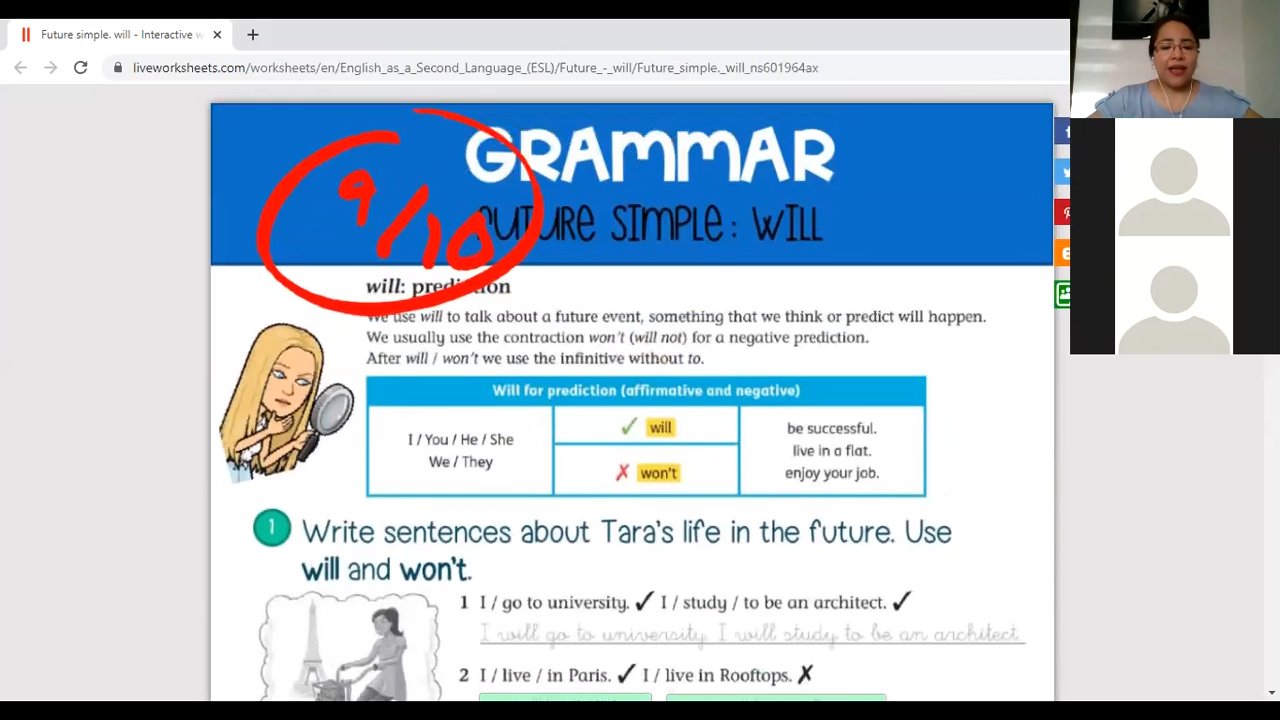 Future simple. will - Interactive w
liveworksheets.com/worksheets/en/English_as_a_Second_Language_(ESL)/Future_-_will/Future_simple._will_ns601964ax
GRAMMAR
9/10
FUTURE SIMPLE: WILL
will: prediction
We use will to talk about a future event, something that we think or predict will happen.
We usually use the contraction won't (will not) for a negative prediction.
After will / won't we use the infinitive without to.
Will for prediction (affirmative and negative)
I / You / He / She
We / They
✓ will
✗ won't
be successful.
live in a flat.
enjoy your job.
1 Write sentences about Tara's life in the future. Use
will and won't.
1 I / go to university. ✓ I / study / to be an architect. ✓
I will go to university I will study to be an architect
2 I / live / in Paris. ✓ I / live in Rooftops. ✗